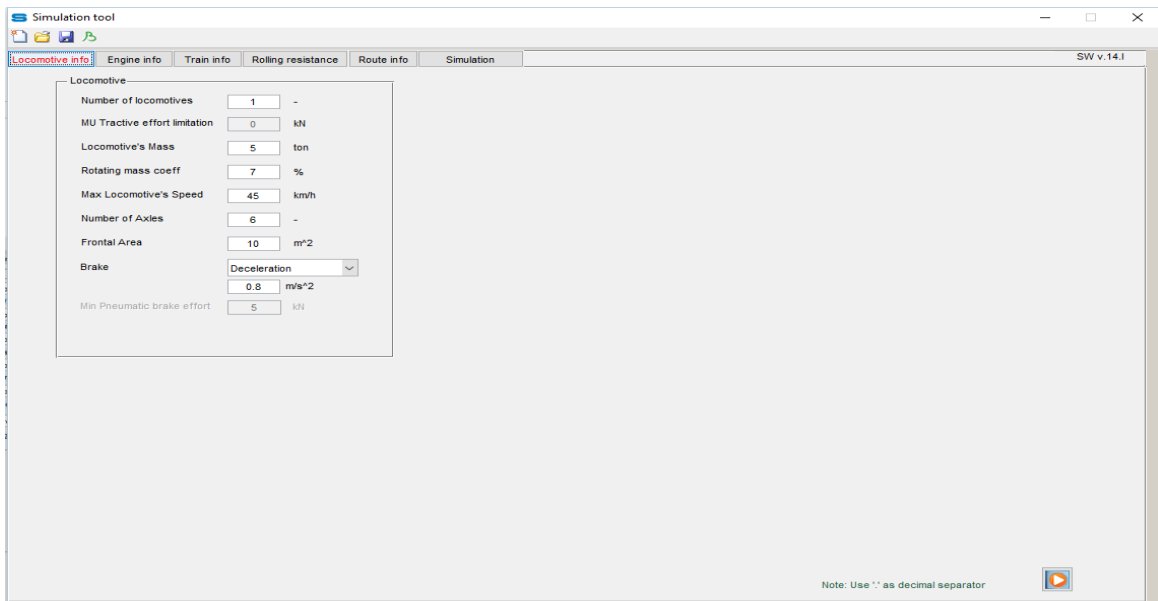 Simulation tool
Locomotive info Engine info Train info Rolling resistance Route info Simulation SW v.14.I
Locomotive
Number of locomotives 1 -
MU Tractive effort limitation 0 kN
Locomotive's Mass 5 ton
Rotating mass coeff 7 %
Max Locomotive's Speed 45 km/h
Number of Axles 6 -
Frontal Area 10 m^2
Brake Deceleration
0.8 m/s^2
Min Pneumatic brake effort 5 kN
Note: Use '.' as decimal separator